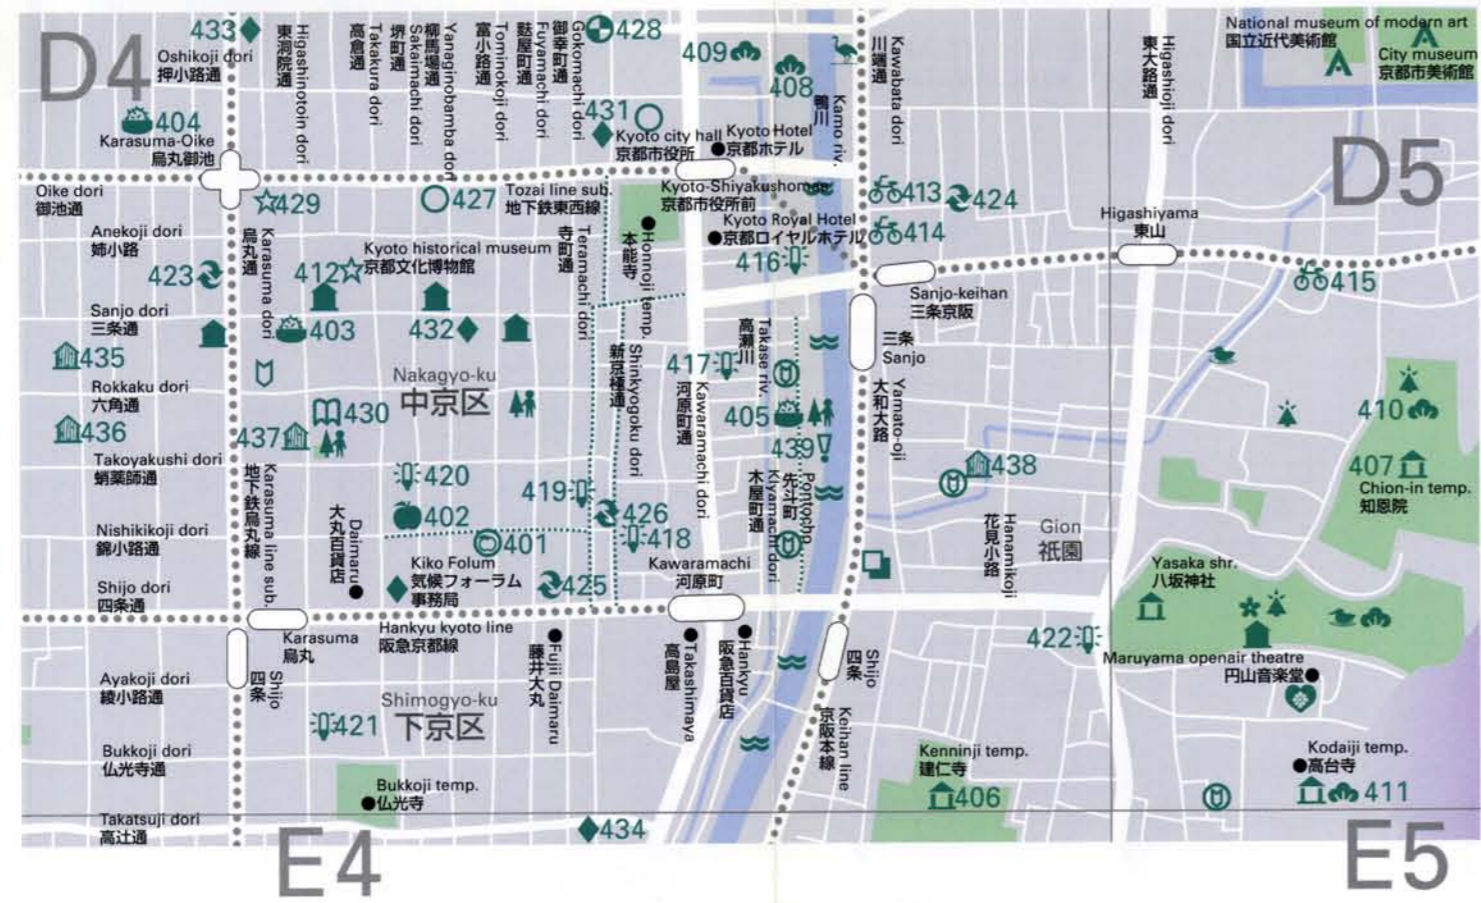 D4
433
Oshikoji dori
押小路通
404
Karasuma-Oike
烏丸御池
東洞院通
Higashinotoin dori
高倉通
Takakura dori
堺町通
Sakaimachi dori
柳馬場通
Yanaginobamba dori
富小路通
Tominokoji dori
麩屋町通
Fuyamachi dori
御幸町通
Gokomachi dori
428
431
Kyoto city hall
京都市役所
409
408
Kyoto Hotel
京都ホテル
鴨川
Kamo riv.
川端通
Kawabata dori
東大路通
Higashioji dori
National museum of modern art
国立近代美術館
City museum
京都市美術館
D5
Oike dori
御池通
429
427
Tozai line sub.
地下鉄東西線
Kyoto-Shiyakushomae
京都市役所前
413
424
Higashiyama
東山
Kyoto Royal Hotel
京都ロイヤルホテル
414
416
415
Anekoji dori
姉小路
423
烏丸通
Karasuma dori
412
Kyoto historical museum
京都文化博物館
寺町通
Teramachi dori
本能寺
Honnoji temp.
Sanjo-keihan
三条京阪
Sanjo dori
三条通
403
432
435
高瀬川
Takase riv.
三条
Sanjo
新京極通
Shinkyogoku dori
417
Rokkaku dori
六角通
Nakagyo-ku
中京区
河原町通
Kawaramachi dori
大和大路
Yamato-oji
410
436
437
430
405
439
Takoyakushi dori
蛸薬師通
地下鉄烏丸線
Karasuma line sub.
420
419
438
407
Chion-in temp.
知恩院
木屋町通
Kiyamachi dori
先斗町
Pontocho
大丸百貨店
Daimaru
402
426
Nishikikoji dori
錦小路通
401
418
花見小路
Hanamikoji
Gion
祇園
Kiko Folum
気候フォーラム
事務局
Kawaramachi
河原町
Yasaka shr.
八坂神社
Shijo dori
四条通
425
Karasuma
烏丸
Hankyu kyoto line
阪急京都線
422
Maruyama openair theatre
円山音楽堂
Ayakoji dori
綾小路通
四条
Shijo
藤井大丸
Fujii Daimaru
高島屋
Takashimaya
阪急百貨店
Hankyu
四条
Shijo
Shimogyo-ku
下京区
421
京阪本線
Keihan line
Bukkoji dori
仏光寺通
Kenninji temp.
建仁寺
406
Kodaiji temp.
高台寺
411
Bukkoji temp.
仏光寺
Takatsuji dori
高辻通
434
E4
E5